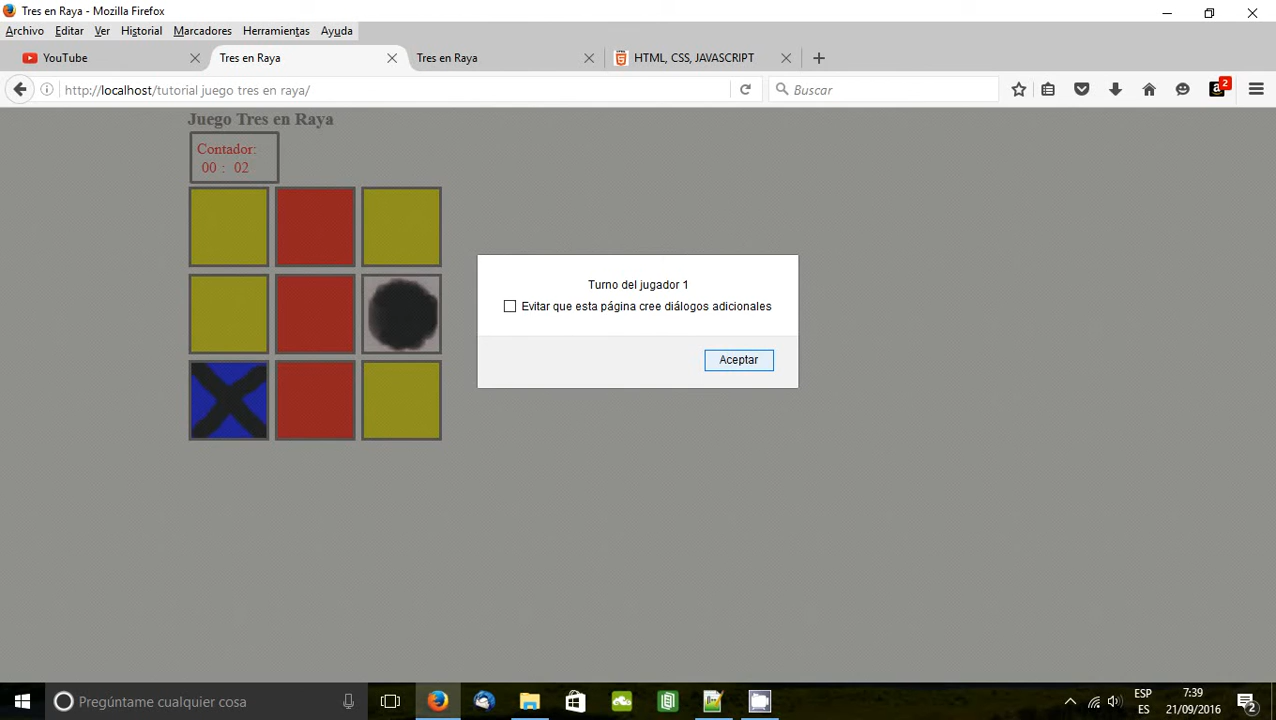 Tres en Raya - Mozilla Firefox
Archivo Editar Ver Historial Marcadores Herramientas Ayuda
YouTube Tres en Raya Tres en Raya HTML, CSS, JAVASCRIPT
http://localhost/tutorial juego tres en raya/ Buscar 2
Juego Tres en Raya
Contador:
00 : 02
Turno del jugador 1
Evitar que esta página cree diálogos adicionales
Aceptar
Pregúntame cualquier cosa
ESP 7:39
ES 21/09/2016 2